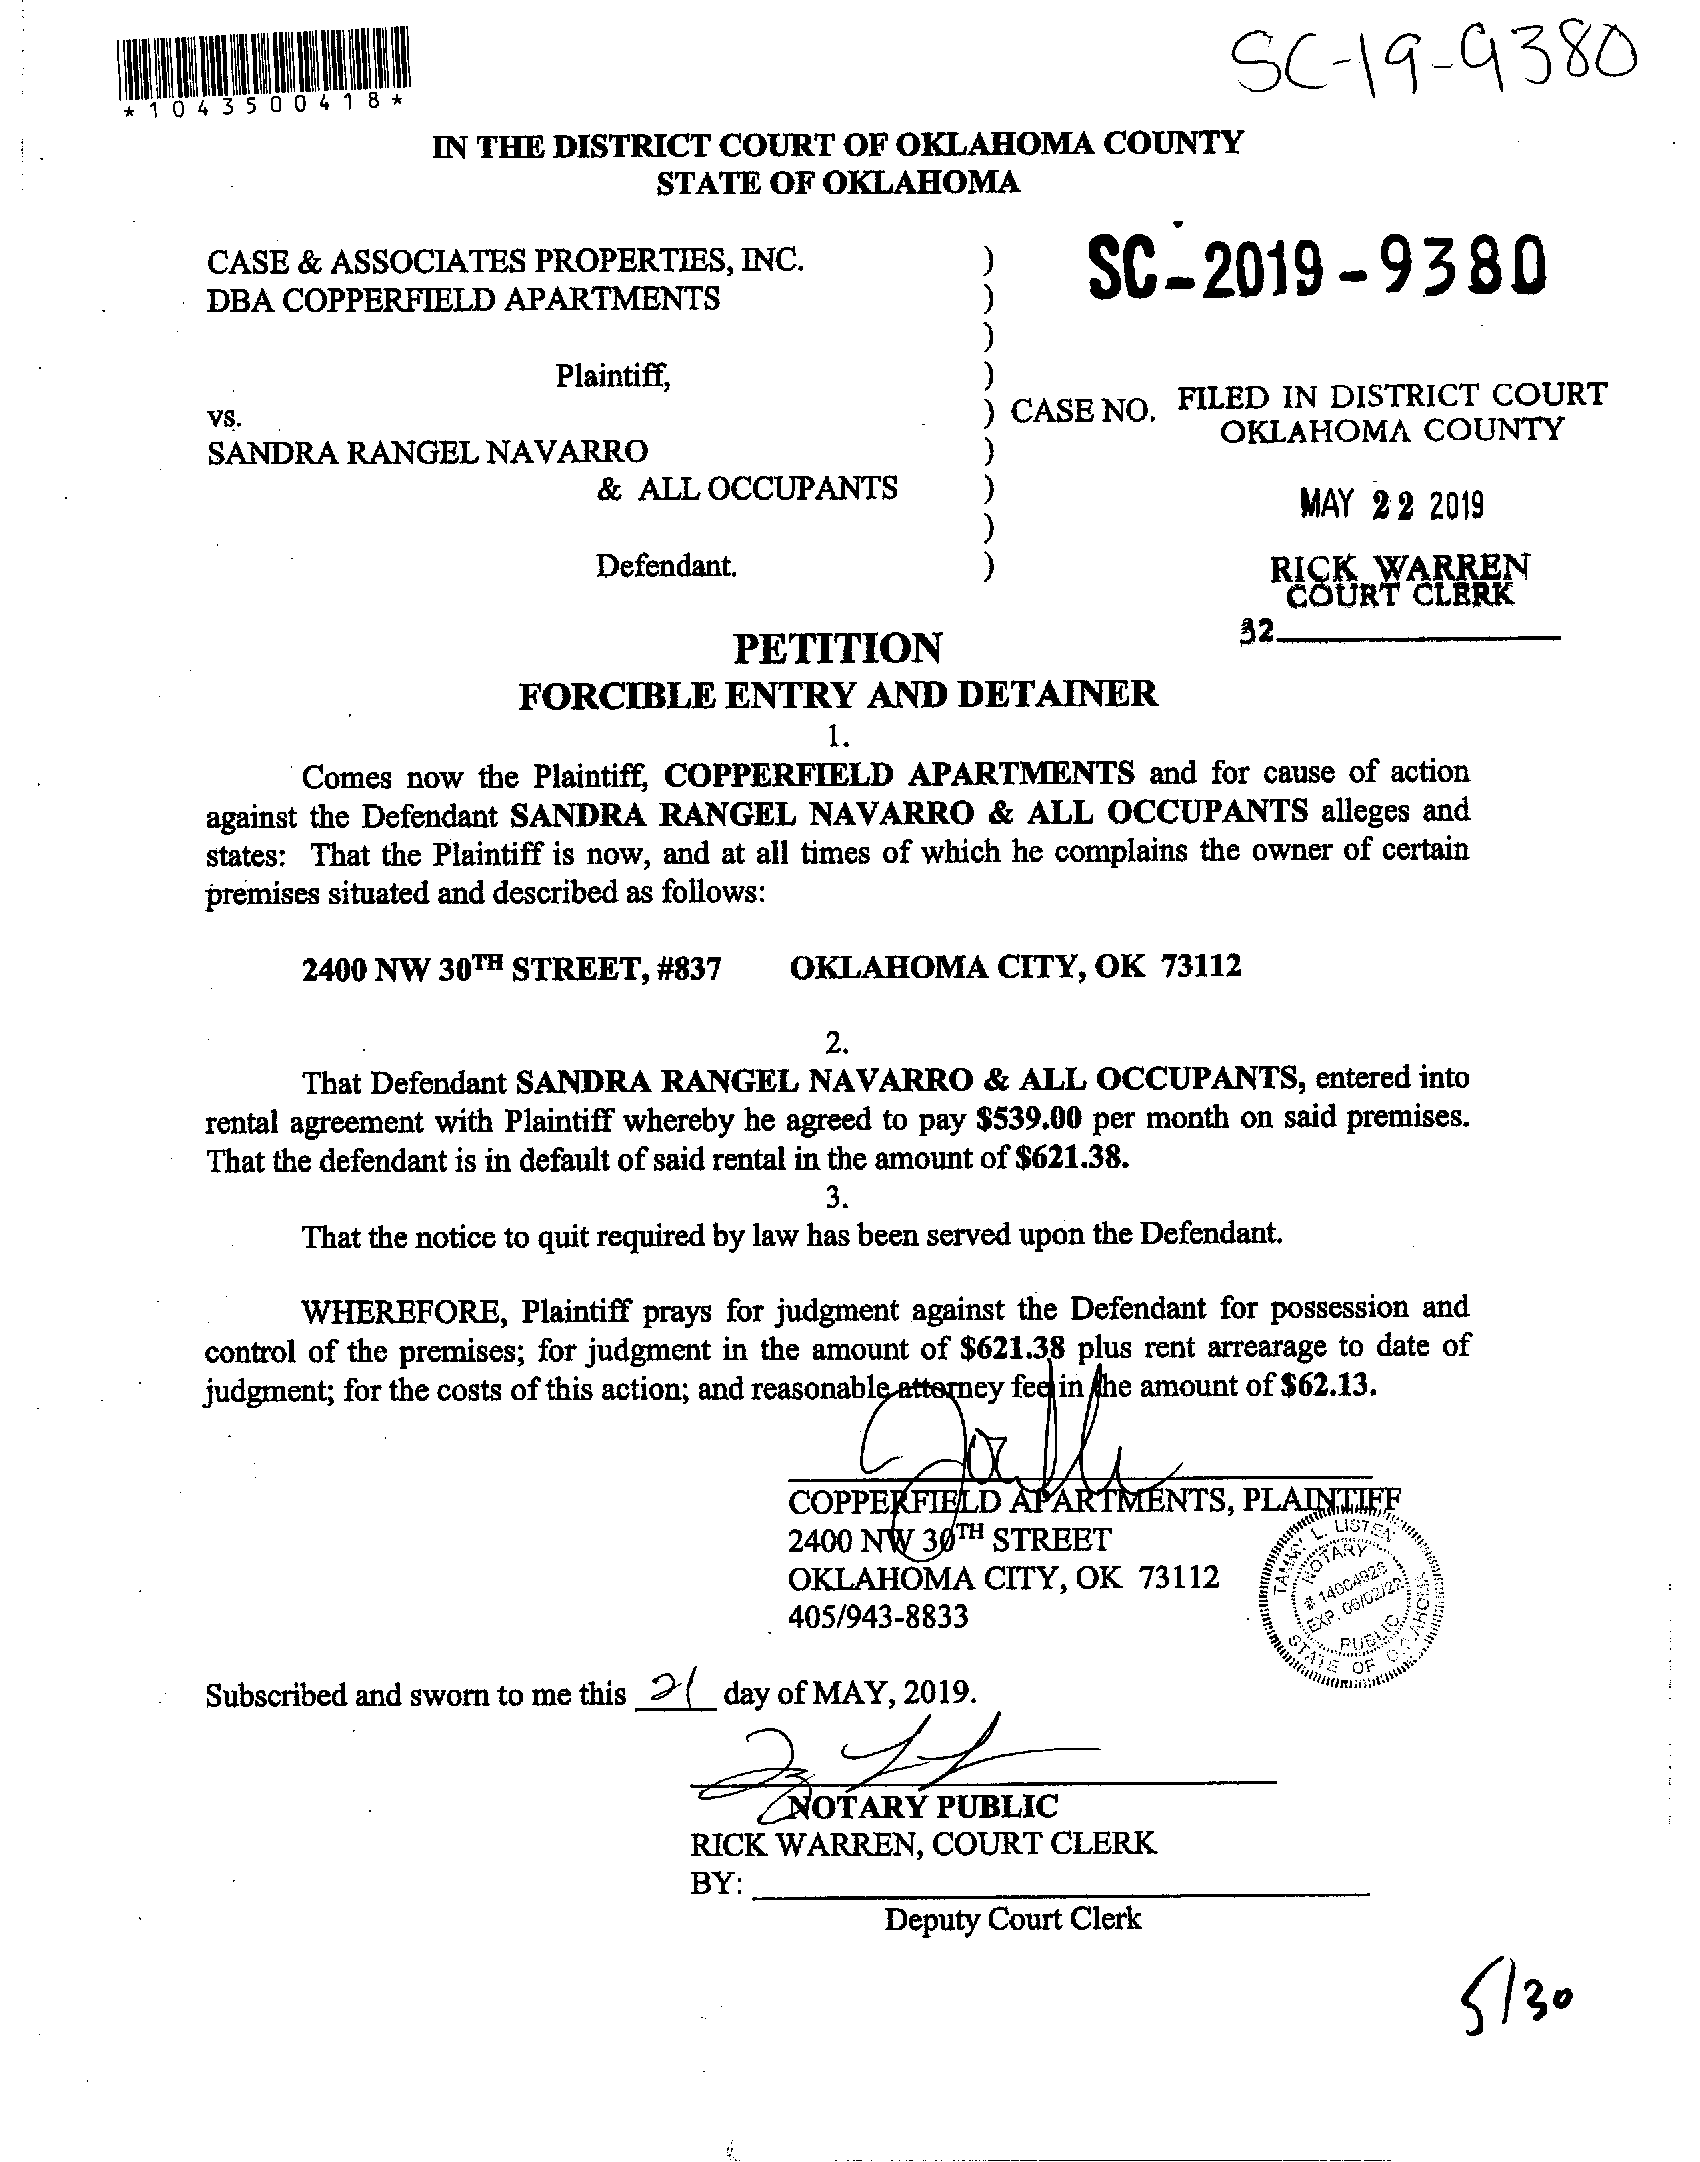 SC-19-9380
*1043500418*
IN THE DISTRICT COURT OF OKLAHOMA COUNTY
STATE OF OKLAHOMA
CASE & ASSOCIATES PROPERTIES, INC. )
DBA COPPERFIELD APARTMENTS )
)
SC-2019-9380
Plaintiff, )
vs. ) CASE NO.
SANDRA RANGEL NAVARRO )
& ALL OCCUPANTS )
)
Defendant. )
FILED IN DISTRICT COURT
OKLAHOMA COUNTY
MAY 22 2019
RICK WARREN
COURT CLERK
32
PETITION
FORCIBLE ENTRY AND DETAINER
1.
Comes now the Plaintiff, COPPERFIELD APARTMENTS and for cause of action
against the Defendant SANDRA RANGEL NAVARRO & ALL OCCUPANTS alleges and
states: That the Plaintiff is now, and at all times of which he complains the owner of certain
premises situated and described as follows:
2400 NW 30TH STREET, #837 OKLAHOMA CITY, OK 73112
2.
That Defendant SANDRA RANGEL NAVARRO & ALL OCCUPANTS, entered into
rental agreement with Plaintiff whereby he agreed to pay $539.00 per month on said premises.
That the defendant is in default of said rental in the amount of $621.38.
3.
That the notice to quit required by law has been served upon the Defendant.
WHEREFORE, Plaintiff prays for judgment against the Defendant for possession and
control of the premises; for judgment in the amount of $621.38 plus rent arrearage to date of
judgment; for the costs of this action; and reasonable attorney fee in the amount of $62.13.
COPPERFIELD APARTMENTS, PLAINTIFF
2400 NW 30TH STREET
OKLAHOMA CITY, OK 73112
405/943-8833
TAMMY L. LISTEN
NOTARY
# 14004926
EXP. 06/02/22
PUBLIC
STATE OF OKLAHOMA
Subscribed and sworn to me this 21 day of MAY, 2019.
NOTARY PUBLIC
RICK WARREN, COURT CLERK
BY:
Deputy Court Clerk
5/30